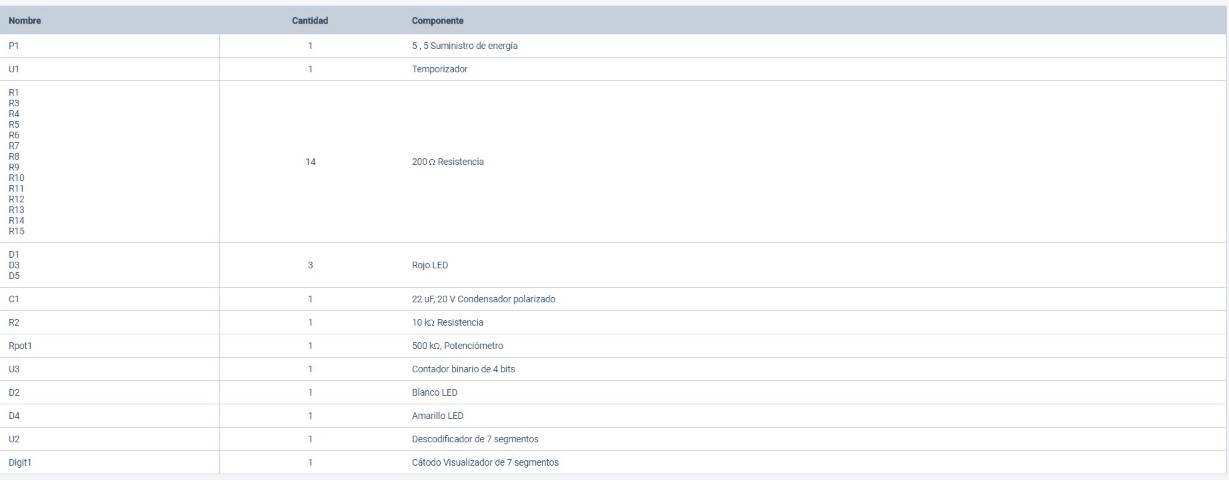 Nombre Cantidad Componente
P1 1 5 , 5 Suministro de energía
U1 1 Temporizador
R1
R3
R4
R5
R6
R7
R8
R9
R10
R11
R12
R13
R14
R15
14 200 Ω Resistencia
D1
D3
D5
3 Rojo LED
C1 1 22 uF, 20 V Condensador polarizado
R2 1 10 kΩ Resistencia
Rpot1 1 500 kΩ, Potenciómetro
U3 1 Contador binario de 4 bits
D2 1 Blanco LED
D4 1 Amarillo LED
U2 1 Descodificador de 7 segmentos
Digit1 1 Cátodo Visualizador de 7 segmentos